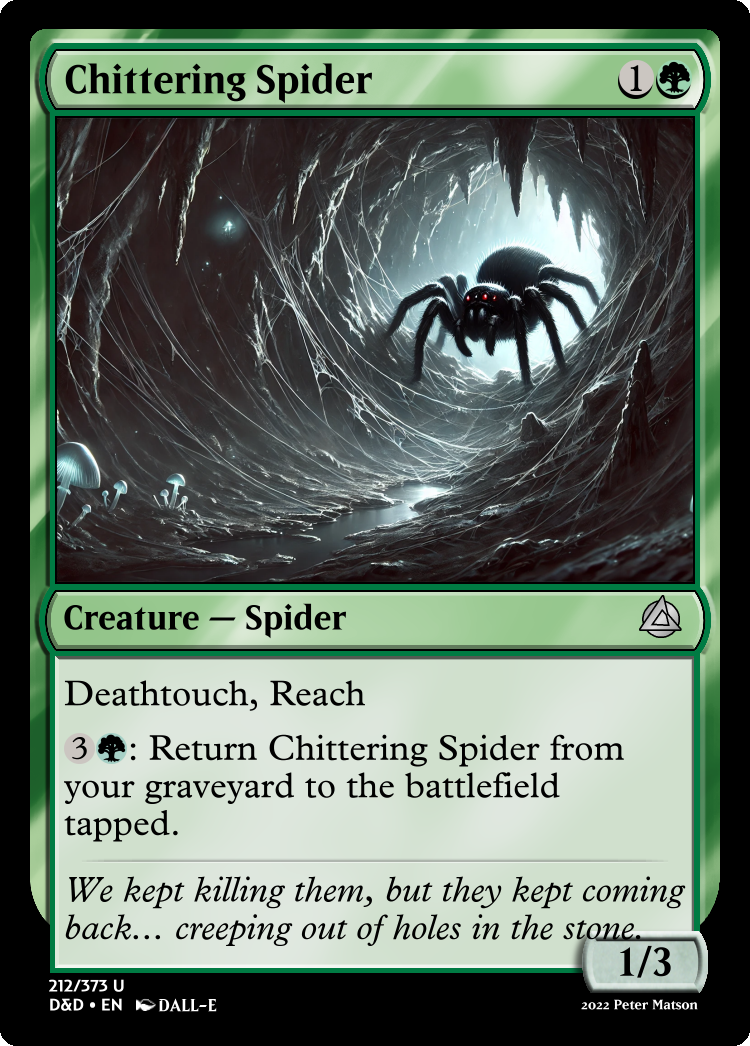 Chittering Spider 1
Creature — Spider
Deathtouch, Reach
3: Return Chittering Spider from
your graveyard to the battlefield
tapped.
We kept killing them, but they kept coming
back... creeping out of holes in the stone.
1/3
212/373 U
D&D • EN DALL-E
2022 Peter Matson